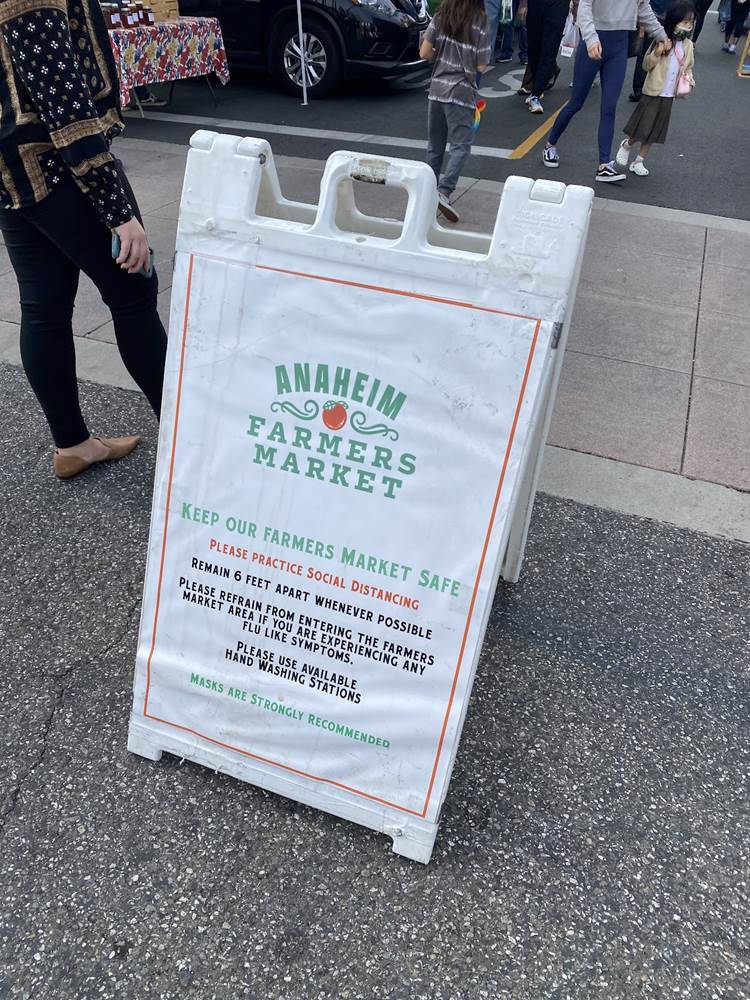 ANAHEIM
FARMERS
MARKET
KEEP OUR FARMERS MARKET SAFE
PLEASE PRACTICE SOCIAL DISTANCING
REMAIN 6 FEET APART WHENEVER POSSIBLE
PLEASE REFRAIN FROM ENTERING THE FARMERS
MARKET AREA IF YOU ARE EXPERIENCING ANY
FLU LIKE SYMPTOMS.
PLEASE USE AVAILABLE
HAND WASHING STATIONS
MASKS ARE STRONGLY RECOMMENDED